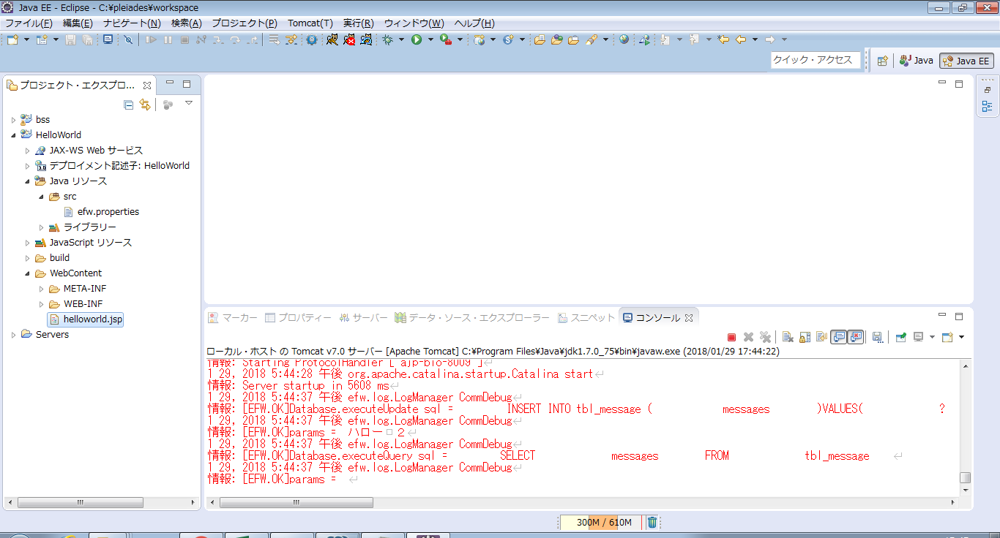 Java EE - Eclipse - C:¥pleiades¥workspace
ファイル(F) 編集(E) ナビゲート(N) 検索(A) プロジェクト(P) Tomcat(T) 実行(R) ウィンドウ(W) ヘルプ(H)
クイック・アクセス Java Java EE
プロジェクト・エクスプロ...
bss
HelloWorld
JAX-WS Web サービス
デプロイメント記述子: HelloWorld
Java リソース
src
efw.properties
ライブラリー
JavaScript リソース
build
WebContent
META-INF
WEB-INF
helloworld.jsp
Servers
マーカー プロパティー サーバー データ・ソース・エクスプローラー スニペット コンソール
ローカル・ホスト の Tomcat v7.0 サーバー [Apache Tomcat] C:¥Program Files¥Java¥jdk1.7.0_75¥bin¥javaw.exe (2018/01/29 17:44:22)
情報: Starting ProtocolHandler ["ajp-bio-8009"]
1 29, 2018 5:44:28 午後 org.apache.catalina.startup.Catalina start
情報: Server startup in 5608 ms
1 29, 2018 5:44:37 午後 efw.log.LogManager CommDebug
情報: [EFW.OK]Database.executeUpdate sql = INSERT INTO tbl_message ( messages )VALUES( ?
1 29, 2018 5:44:37 午後 efw.log.LogManager CommDebug
情報: [EFW.OK]params = ハローロ２
1 29, 2018 5:44:37 午後 efw.log.LogManager CommDebug
情報: [EFW.OK]Database.executeQuery sql = SELECT messages FROM tbl_message
1 29, 2018 5:44:37 午後 efw.log.LogManager CommDebug
情報: [EFW.OK]params =
300M / 610M